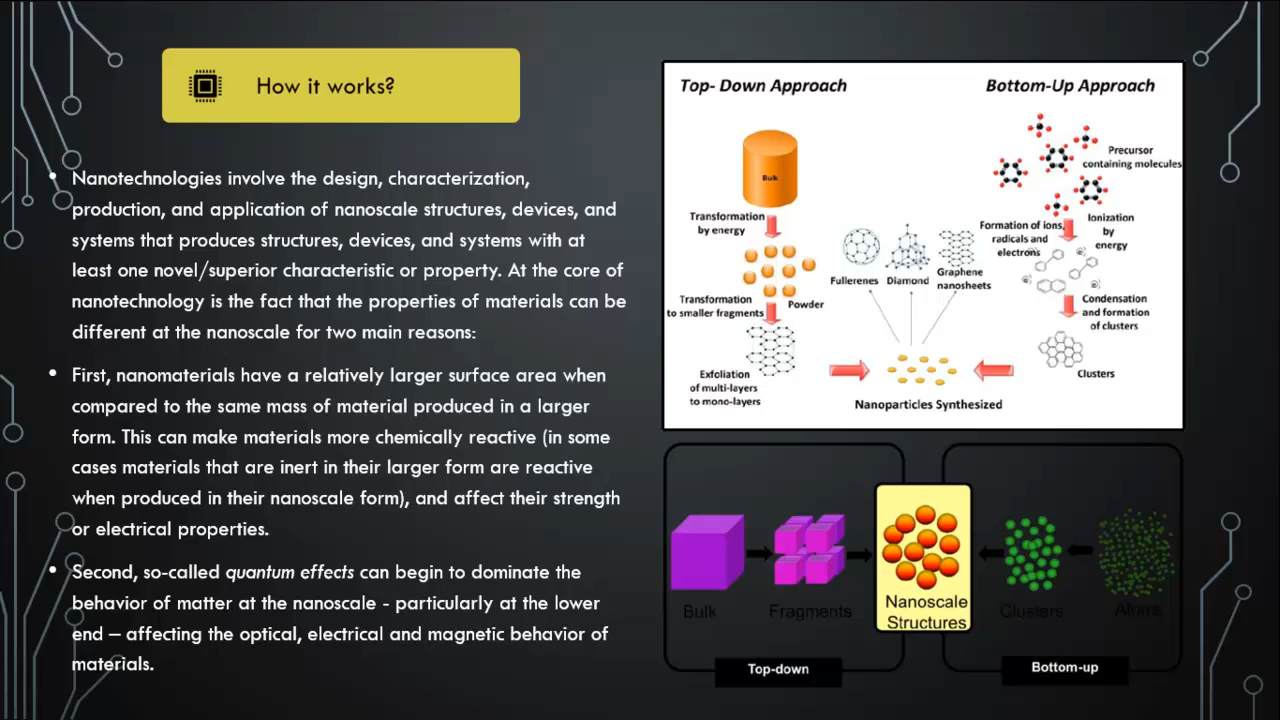 How it works?
• Nanotechnologies involve the design, characterization,
production, and application of nanoscale structures, devices, and
systems that produces structures, devices, and systems with at
least one novel/superior characteristic or property. At the core of
nanotechnology is the fact that the properties of materials can be
different at the nanoscale for two main reasons:
• First, nanomaterials have a relatively larger surface area when
compared to the same mass of material produced in a larger
form. This can make materials more chemically reactive (in some
cases materials that are inert in their larger form are reactive
when produced in their nanoscale form), and affect their strength
or electrical properties.
• Second, so-called quantum effects can begin to dominate the
behavior of matter at the nanoscale - particularly at the lower
end – affecting the optical, electrical and magnetic behavior of
materials.
Top- Down Approach
Bulk
Transformation
by energy
Powder
Transformation
to smaller fragments
Exfoliation
of multi-layers
to mono-layers
Fullerenes
Diamond
Graphene
nanosheets
Nanoparticles Synthesized
Bottom-Up Approach
Precursor
containing molecules
Formation of ions,
radicals and
electrons
Ionization
by
energy
Condensation
and formation
of clusters
Clusters
Bulk
Fragments
Nanoscale
Structures
Clusters
Atoms
Top-down
Bottom-up